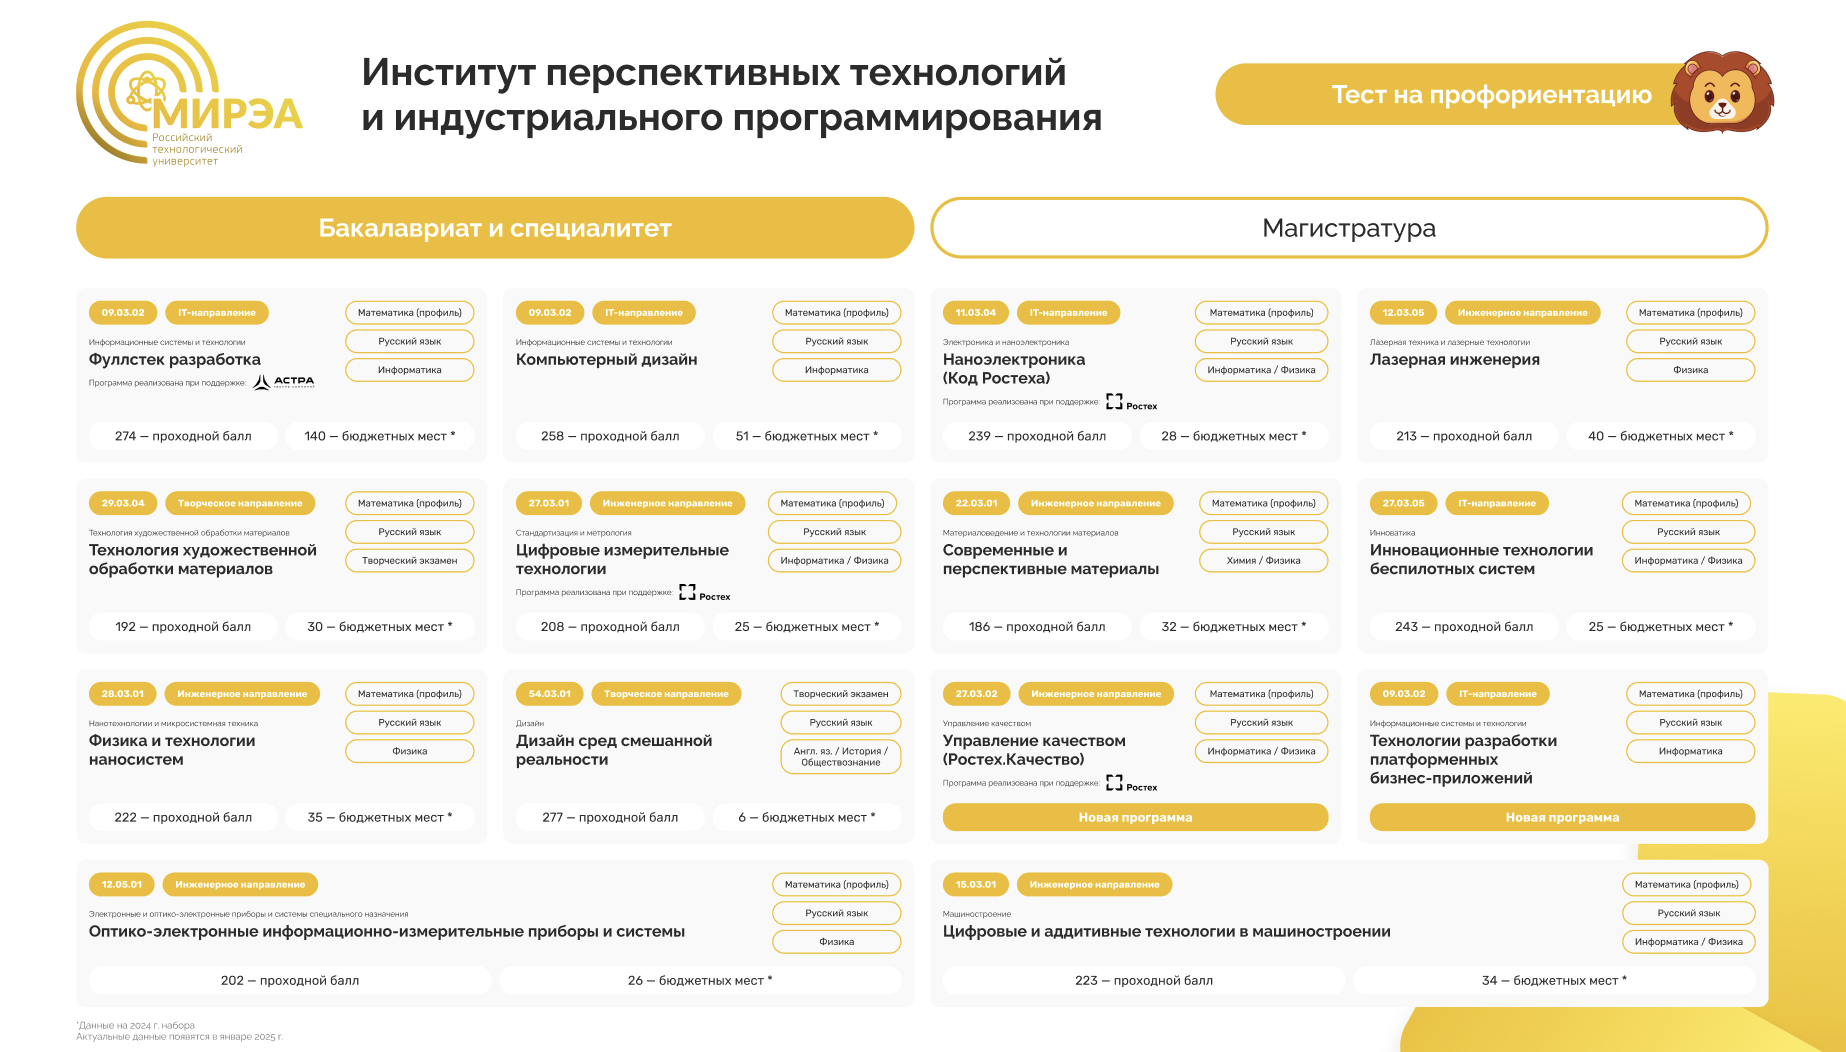 МИРЭА
Российский
технологический
университет
Институт перспективных технологий
и индустриального программирования
Тест на профориентацию
Бакалавриат и специалитет
Магистратура
09.03.02
IT-направление
Математика (профиль)
Русский язык
Информатика
Информационные системы и технологии
Фуллстек разработка
Программа реализована при поддержке:
АСТРА
274 – проходной балл
140 – бюджетных мест *
09.03.02
IT-направление
Математика (профиль)
Русский язык
Информатика
Информационные системы и технологии
Компьютерный дизайн
258 – проходной балл
51 – бюджетных мест *
11.03.04
IT-направление
Математика (профиль)
Русский язык
Информатика / Физика
Электроника и наноэлектроника
Наноэлектроника
(Код Ростеха)
Программа реализована при поддержке:
Ростех
239 – проходной балл
28 – бюджетных мест *
12.03.05
Инженерное направление
Математика (профиль)
Русский язык
Физика
Лазерная техника и лазерные технологии
Лазерная инженерия
213 – проходной балл
40 – бюджетных мест *
29.03.04
Творческое направление
Математика (профиль)
Русский язык
Творческий экзамен
Технология художественной обработки материалов
Технология художественной
обработки материалов
192 – проходной балл
30 – бюджетных мест *
27.03.01
Инженерное направление
Математика (профиль)
Русский язык
Информатика / Физика
Стандартизация и метрология
Цифровые измерительные
технологии
Программа реализована при поддержке:
Ростех
208 – проходной балл
25 – бюджетных мест *
22.03.01
Инженерное направление
Математика (профиль)
Русский язык
Химия / Физика
Материаловедение и технологии материалов
Современные и
перспективные материалы
186 – проходной балл
32 – бюджетных мест *
27.03.05
IT-направление
Математика (профиль)
Русский язык
Информатика / Физика
Инноватика
Инновационные технологии
беспилотных систем
243 – проходной балл
25 – бюджетных мест *
28.03.01
Инженерное направление
Математика (профиль)
Русский язык
Физика
Нанотехнологии и микросистемная техника
Физика и технологии
наносистем
222 – проходной балл
35 – бюджетных мест *
54.03.01
Творческое направление
Творческий экзамен
Русский язык
Англ. яз. / История /
Обществознание
Дизайн
Дизайн сред смешанной
реальности
277 – проходной балл
6 – бюджетных мест *
27.03.02
Инженерное направление
Математика (профиль)
Русский язык
Информатика / Физика
Управление качеством
Управление качеством
(Ростех.Качество)
Программа реализована при поддержке:
Ростех
Новая программа
09.03.02
IT-направление
Математика (профиль)
Русский язык
Информатика
Информационные системы и технологии
Технологии разработки
платформенных
бизнес-приложений
Новая программа
12.05.01
Инженерное направление
Математика (профиль)
Русский язык
Физика
Электронные и оптико-электронные приборы и системы специального назначения
Оптико-электронные информационно-измерительные приборы и системы
202 – проходной балл
26 – бюджетных мест *
15.03.01
Инженерное направление
Математика (профиль)
Русский язык
Информатика / Физика
Машиностроение
Цифровые и аддитивные технологии в машиностроении
223 – проходной балл
34 – бюджетных мест *
*Данные на 2024 г. набора
Актуальные данные появятся в январе 2025 г.